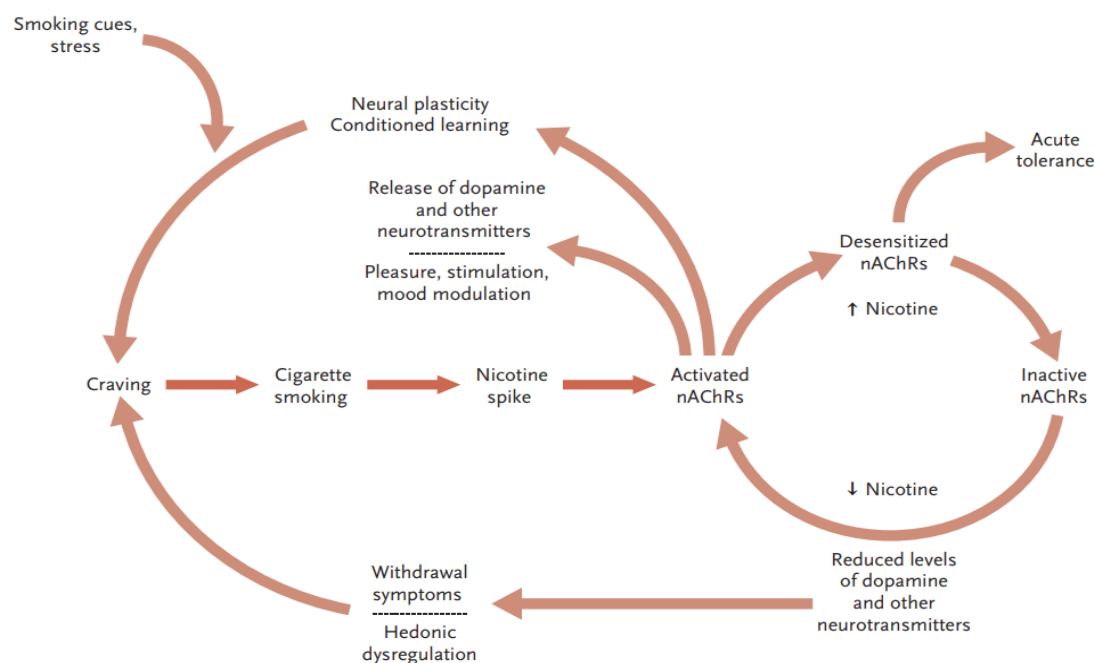 Smoking cues,
stress
Neural plasticity
Conditioned learning
Release of dopamine
and other
neurotransmitters
Pleasure, stimulation,
mood modulation
Acute
tolerance
Desensitized
nAChRs
↑ Nicotine
Craving
Cigarette
smoking
Nicotine
spike
Activated
nAChRs
Inactive
nAChRs
↓ Nicotine
Reduced levels
of dopamine
and other
neurotransmitters
Withdrawal
symptoms
Hedonic
dysregulation